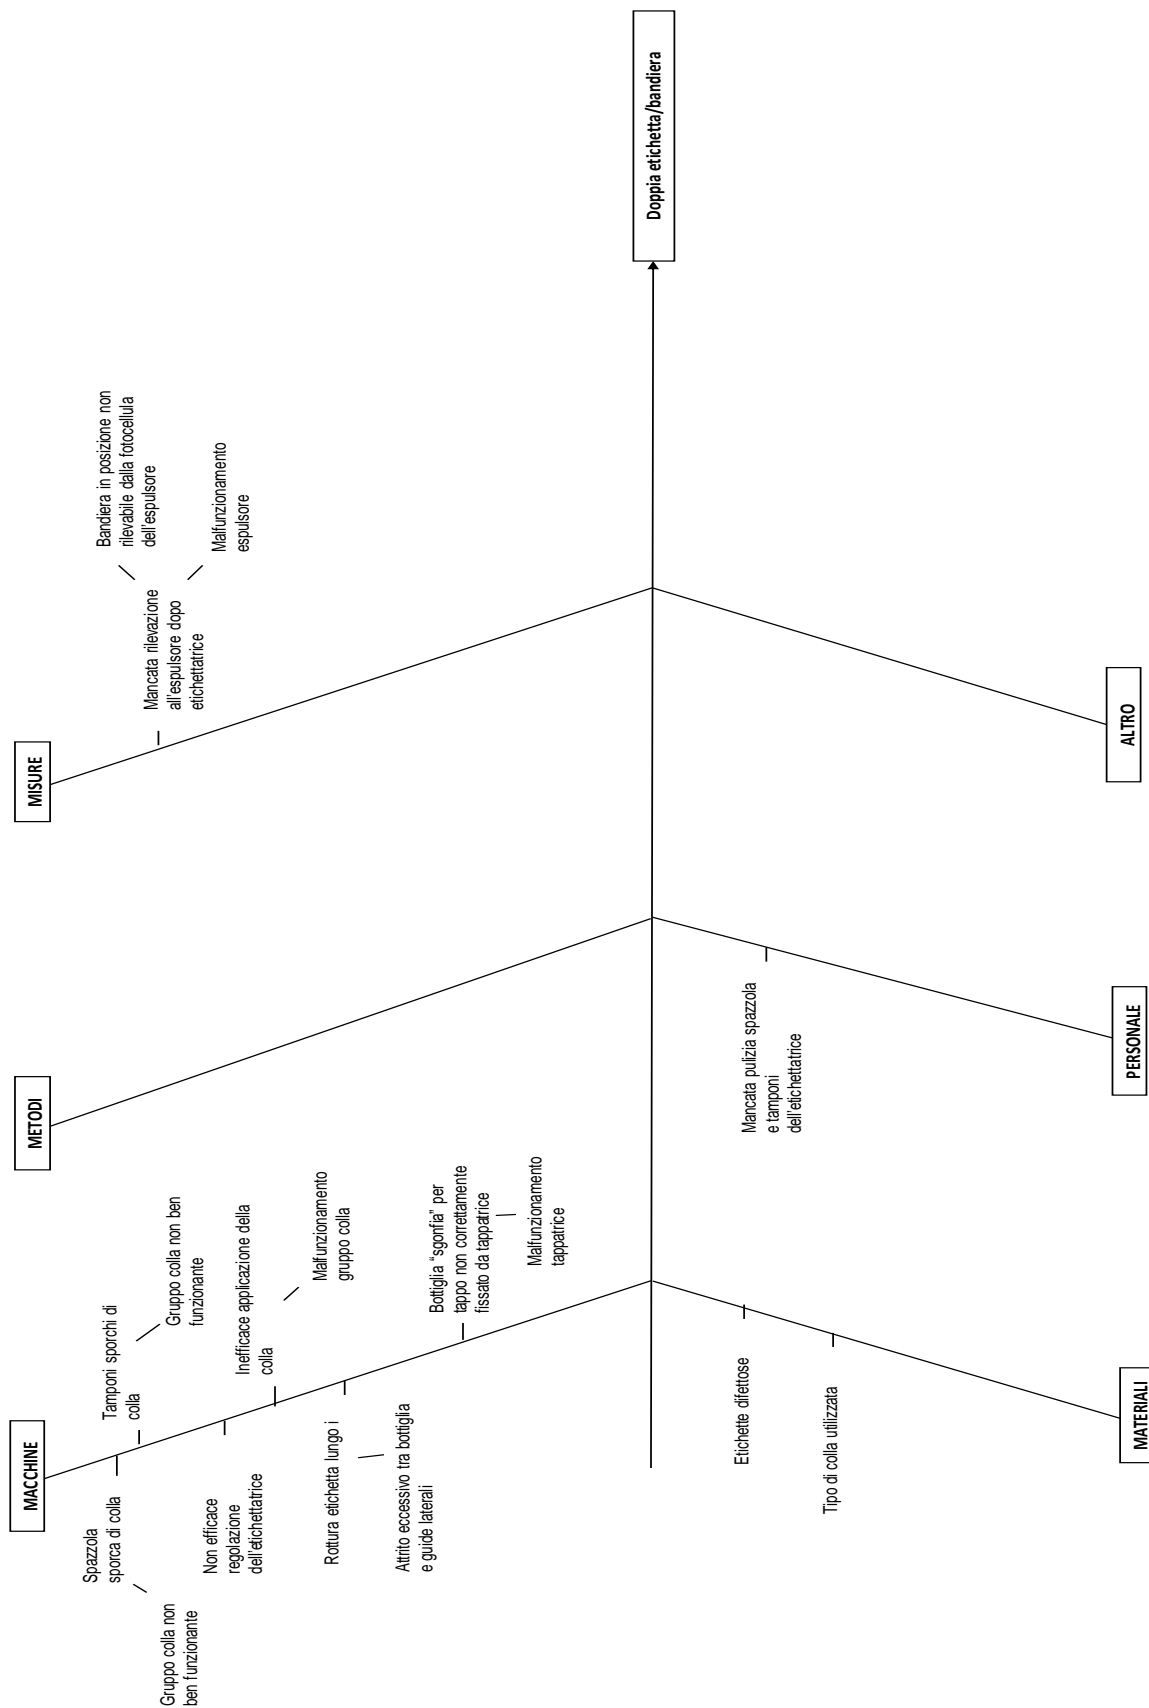 MACCHINE
Spazzola
sporca di colla
Gruppo colla non
ben funzionante
Tamponi sporchi di
colla
Gruppo colla non ben
funzionante
Non efficace
regolazione
dell'etichettatrice
Inefficace applicazione della
colla
Malfunzionamento
gruppo colla
Rottura etichetta lungo i
Attrito eccessivo tra bottiglia
e guide laterali
Bottiglia "sgonfia" per
tappo non correttamente
fissato da tappatrice
Malfunzionamento
tappatrice
METODI
MISURE
Mancata rilevazione
all'espulsore dopo
etichettatrice
Bandiera in posizione non
rilevabile dalla fotocellula
dell'espulsore
Malfunzionamento
espulsore
Doppia etichetta/bandiera
MATERIALI
Etichette difettose
Tipo di colla utilizzata
PERSONALE
Mancata pulizia spazzola
e tamponi
dell'etichettatrice
ALTRO